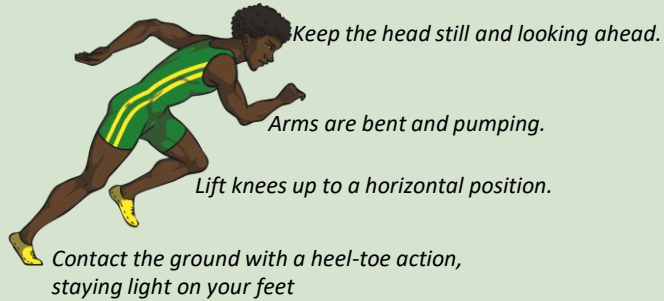 Keep the head still and looking ahead.
Arms are bent and pumping.
Lift knees up to a horizontal position.
Contact the ground with a heel-toe action,
staying light on your feet